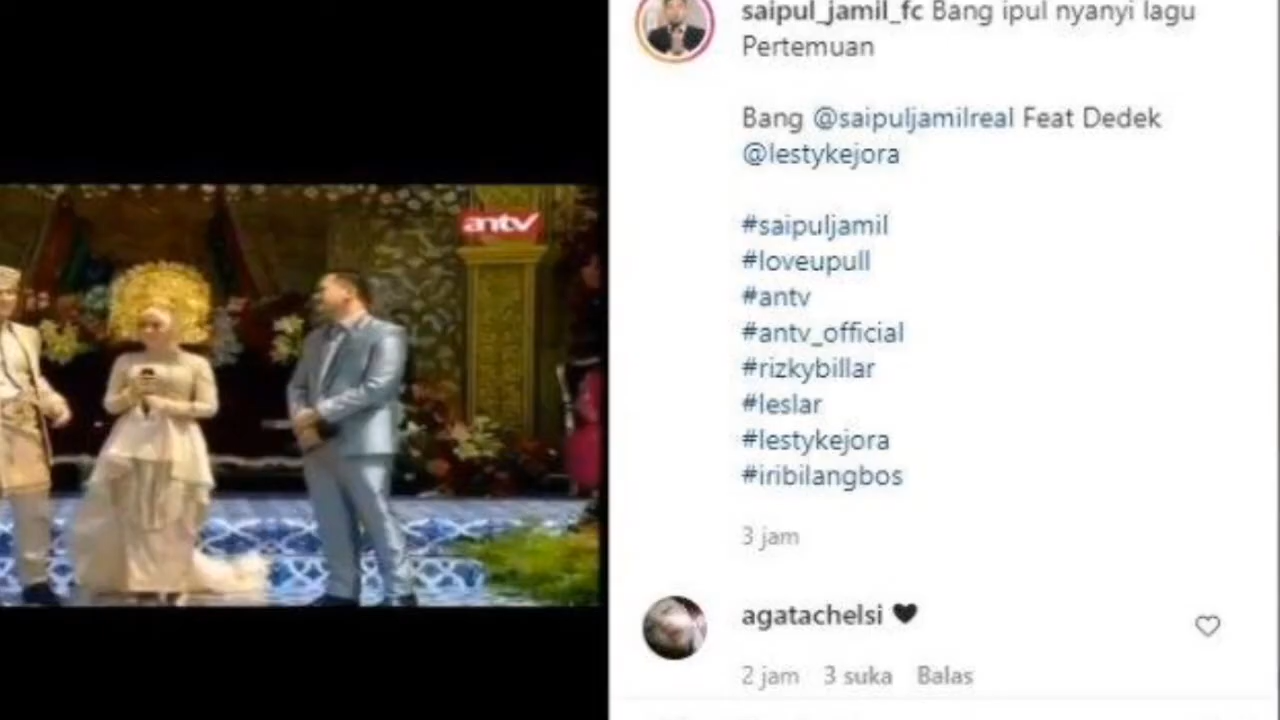 antv
saipul_jamil_fc Bang ipul nyanyi lagu
Pertemuan
Bang @saipuljamilreal Feat Dedek
@lestykejora
#saipuljamil
#loveupull
#antv
#antv_official
#rizkybillar
#leslar
#lestykejora
#iribilangbos
3 jam
agatachelsi 🖤
2 jam 3 suka Balas